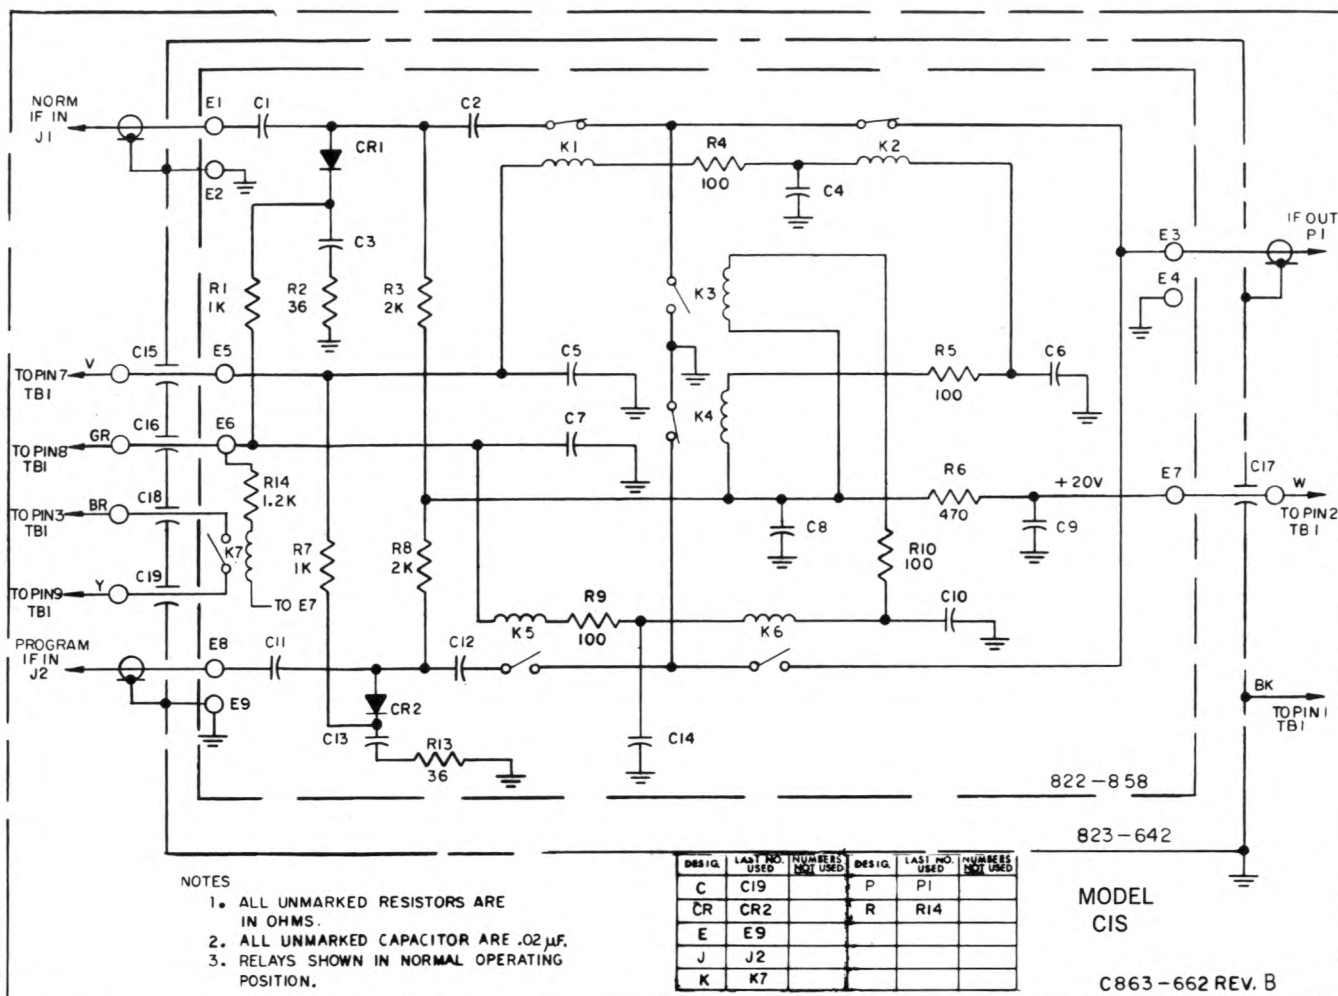 NORM
IF IN
J1
E1
C1
C2
E2
CR1
K1
R4
100
K2
C4
C3
R1
1K
R2
36
R3
2K
K3
E3
E4
IF OUT
P1
TO PIN 7
TB1
V
C15
E5
C5
R5
100
C6
K4
TO PIN 8
TB1
GR
C16
E6
C7
R14
1.2K
R6
470
+20V
E7
C17
W
TO PIN 2
TB1
TO PIN 3
TB1
BR
C18
K7
C8
C9
R7
1K
R8
2K
R10
100
TO PIN 9
TB1
Y
C19
TO E7
K5
R9
100
K6
C10
PROGRAM
IF IN
J2
E8
C11
C12
E9
CR2
C13
R13
36
C14
BK
TO PIN 1
TB1
822-858
823-642
NOTES
1. ALL UNMARKED RESISTORS ARE
IN OHMS.
2. ALL UNMARKED CAPACITOR ARE .02 µF.
3. RELAYS SHOWN IN NORMAL OPERATING
POSITION.
DESIG. LAST NO. USED NUMBERS NOT USED DESIG. LAST NO. USED NUMBERS NOT USED
C C19 P P1
CR CR2 R R14
E E9
J J2
K K7
MODEL
CIS
C863-662 REV. B